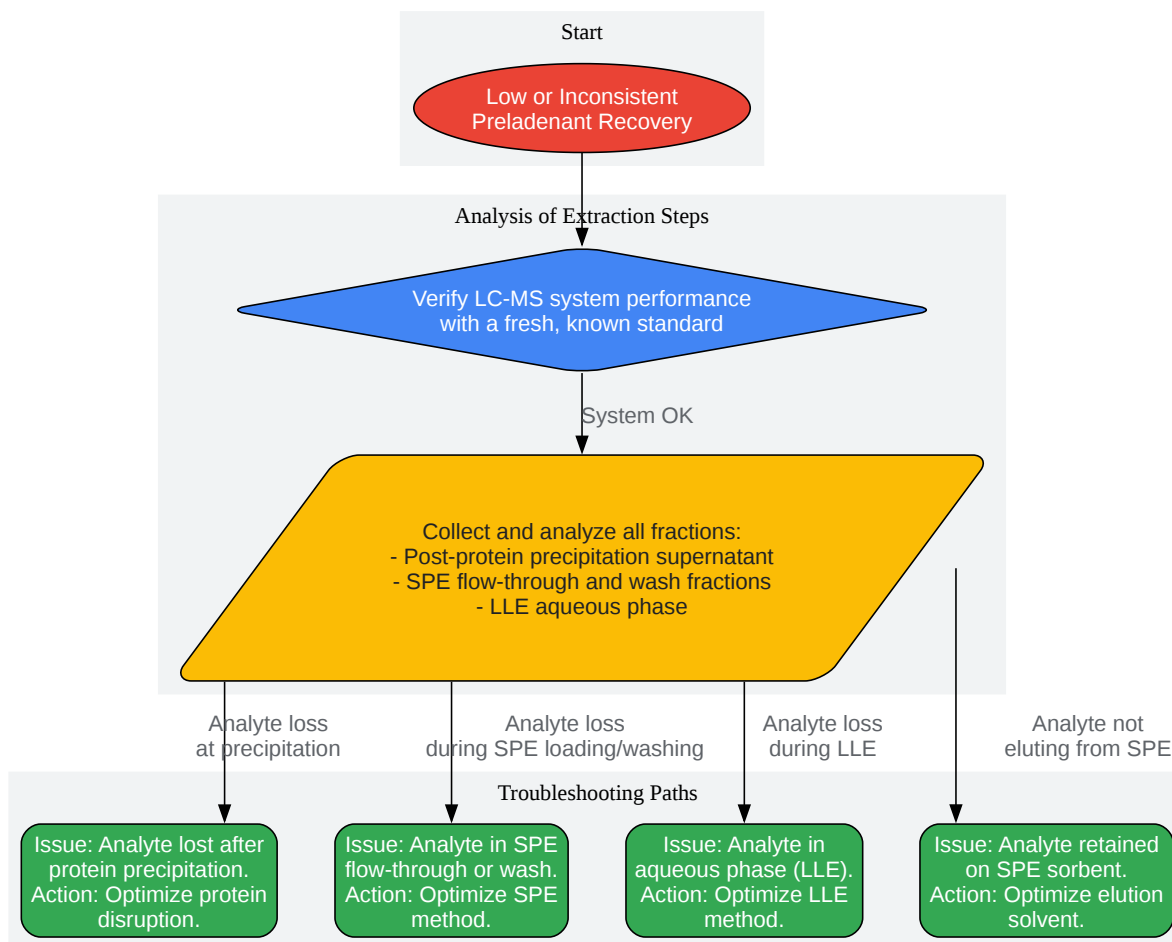 Start
Low or Inconsistent
Preladenant Recovery
Analysis of Extraction Steps
Verify LC-MS system performance
with a fresh, known standard
System OK
Collect and analyze all fractions:
- Post-protein precipitation supernatant
- SPE flow-through and wash fractions
- LLE aqueous phase
Analyte loss
at precipitation
Analyte loss
during SPE loading/washing
Analyte loss
during LLE
Analyte not
eluting from SPE
Troubleshooting Paths
Issue: Analyte lost after
protein precipitation.
Action: Optimize protein
disruption.
Issue: Analyte in SPE
flow-through or wash.
Action: Optimize SPE
method.
Issue: Analyte in
aqueous phase (LLE).
Action: Optimize LLE
method.
Issue: Analyte retained
on SPE sorbent.
Action: Optimize elution
solvent.